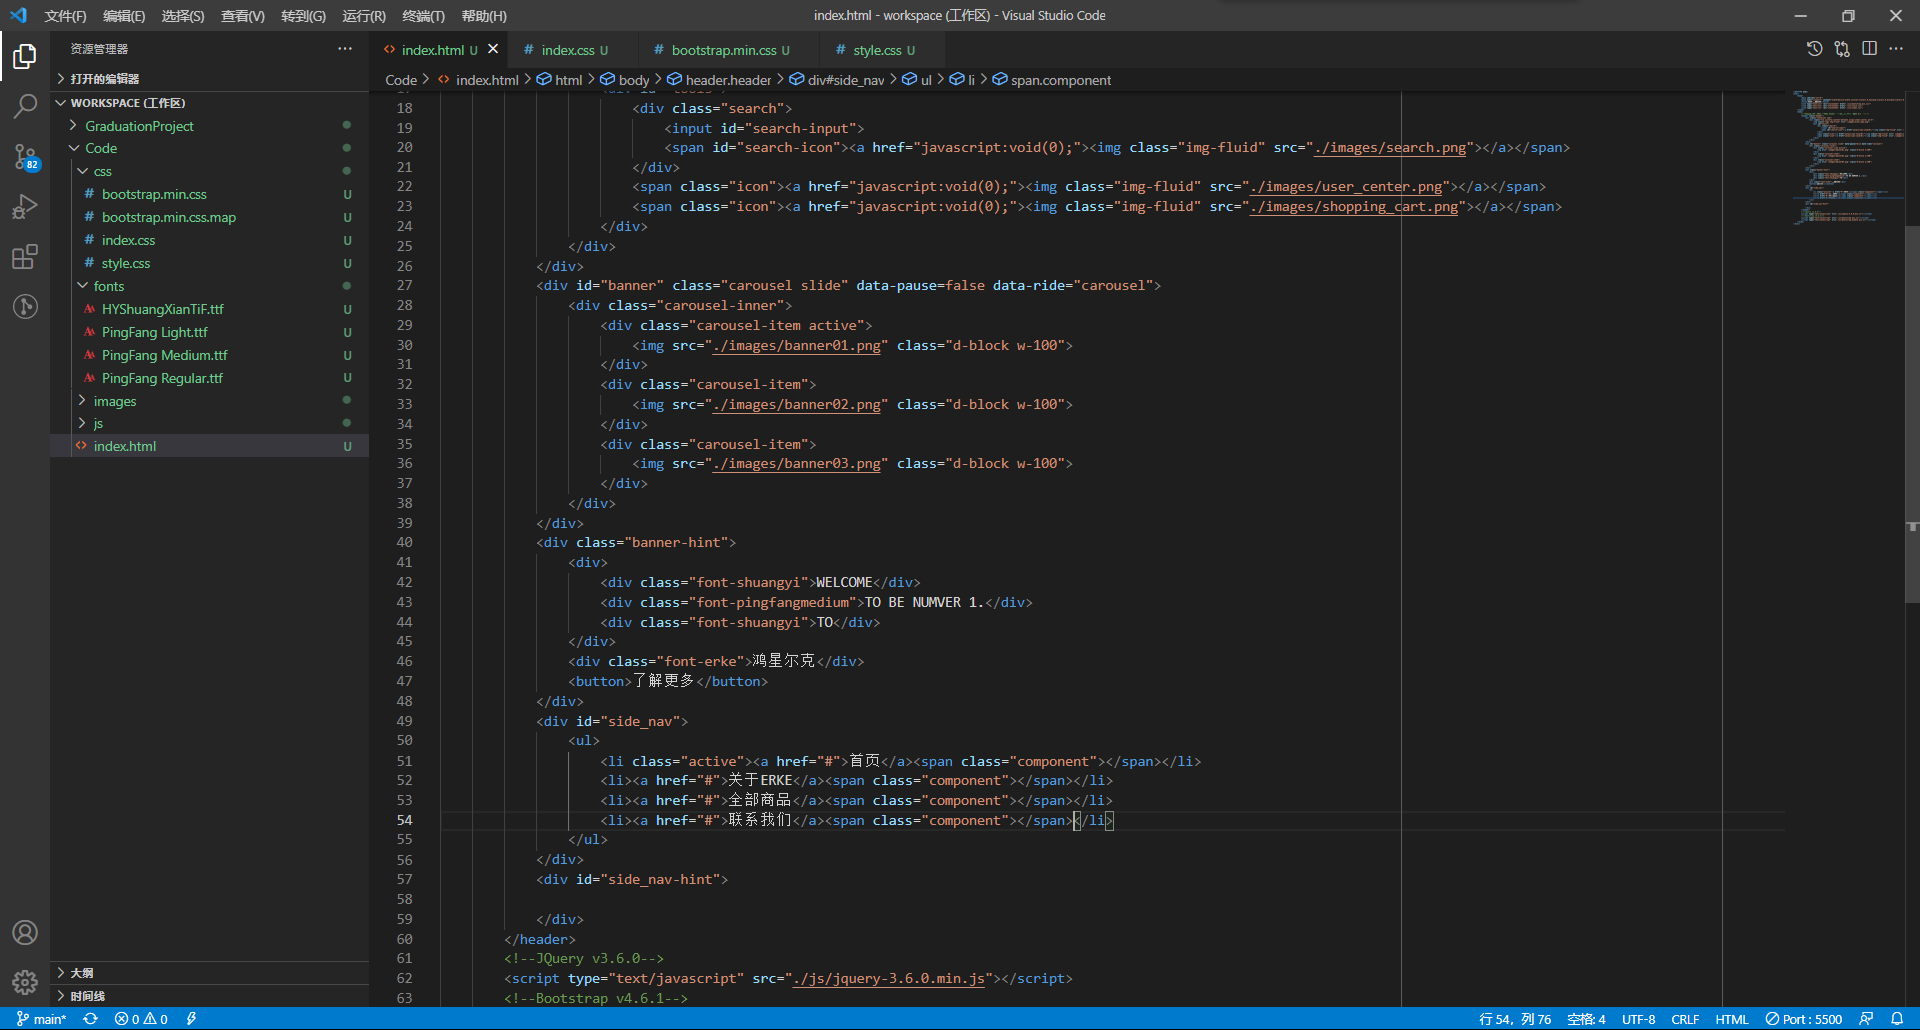 文件(F) 编辑(E) 选择(S) 查看(V) 转到(G) 运行(R) 终端(T) 帮助(H)
index.html - workspace (工作区) - Visual Studio Code
资源管理器
打开的编辑器
WORKSPACE (工作区)
GraduationProject
Code
css
bootstrap.min.css U
bootstrap.min.css.map U
index.css U
style.css U
fonts
HYShuangXianTiF.ttf U
PingFang Light.ttf U
PingFang Medium.ttf U
PingFang Regular.ttf U
images
js
index.html U
82
大纲
时间线
index.html U
index.css U
bootstrap.min.css U
style.css U
Code > index.html > html > body > header.header > div#side_nav > ul > li > span.component
18 <div class="search">
19 <input id="search-input">
20 <span id="search-icon"><a href="javascript:void(0);"><img class="img-fluid" src="./images/search.png"></a></span>
21 </div>
22 <span class="icon"><a href="javascript:void(0);"><img class="img-fluid" src="./images/user_center.png"></a></span>
23 <span class="icon"><a href="javascript:void(0);"><img class="img-fluid" src="./images/shopping_cart.png"></a></span>
24 </div>
25 </div>
26 </div>
27 <div id="banner" class="carousel slide" data-pause=false data-ride="carousel">
28 <div class="carousel-inner">
29 <div class="carousel-item active">
30 <img src="./images/banner01.png" class="d-block w-100">
31 </div>
32 <div class="carousel-item">
33 <img src="./images/banner02.png" class="d-block w-100">
34 </div>
35 <div class="carousel-item">
36 <img src="./images/banner03.png" class="d-block w-100">
37 </div>
38 </div>
39 </div>
40 <div class="banner-hint">
41 <div>
42 <div class="font-shuangyi">WELCOME</div>
43 <div class="font-pingfangmedium">TO BE NUMVER 1.</div>
44 <div class="font-shuangyi">TO</div>
45 </div>
46 <div class="font-erke">鸿星尔克</div>
47 <button>了解更多</button>
48 </div>
49 <div id="side_nav">
50 <ul>
51 <li class="active"><a href="#">首页</a><span class="component"></span></li>
52 <li><a href="#">关于ERKE</a><span class="component"></span></li>
53 <li><a href="#">全部商品</a><span class="component"></span></li>
54 <li><a href="#">联系我们</a><span class="component"></span></li>
55 </ul>
56 </div>
57 <div id="side_nav-hint">
58
59 </div>
60 </header>
61 <!--JQuery v3.6.0-->
62 <script type="text/javascript" src="./js/jquery-3.6.0.min.js"></script>
63 <!--Bootstrap v4.6.1-->
main* 0 0
行 54，列 76 空格: 4 UTF-8 CRLF HTML Port : 5500